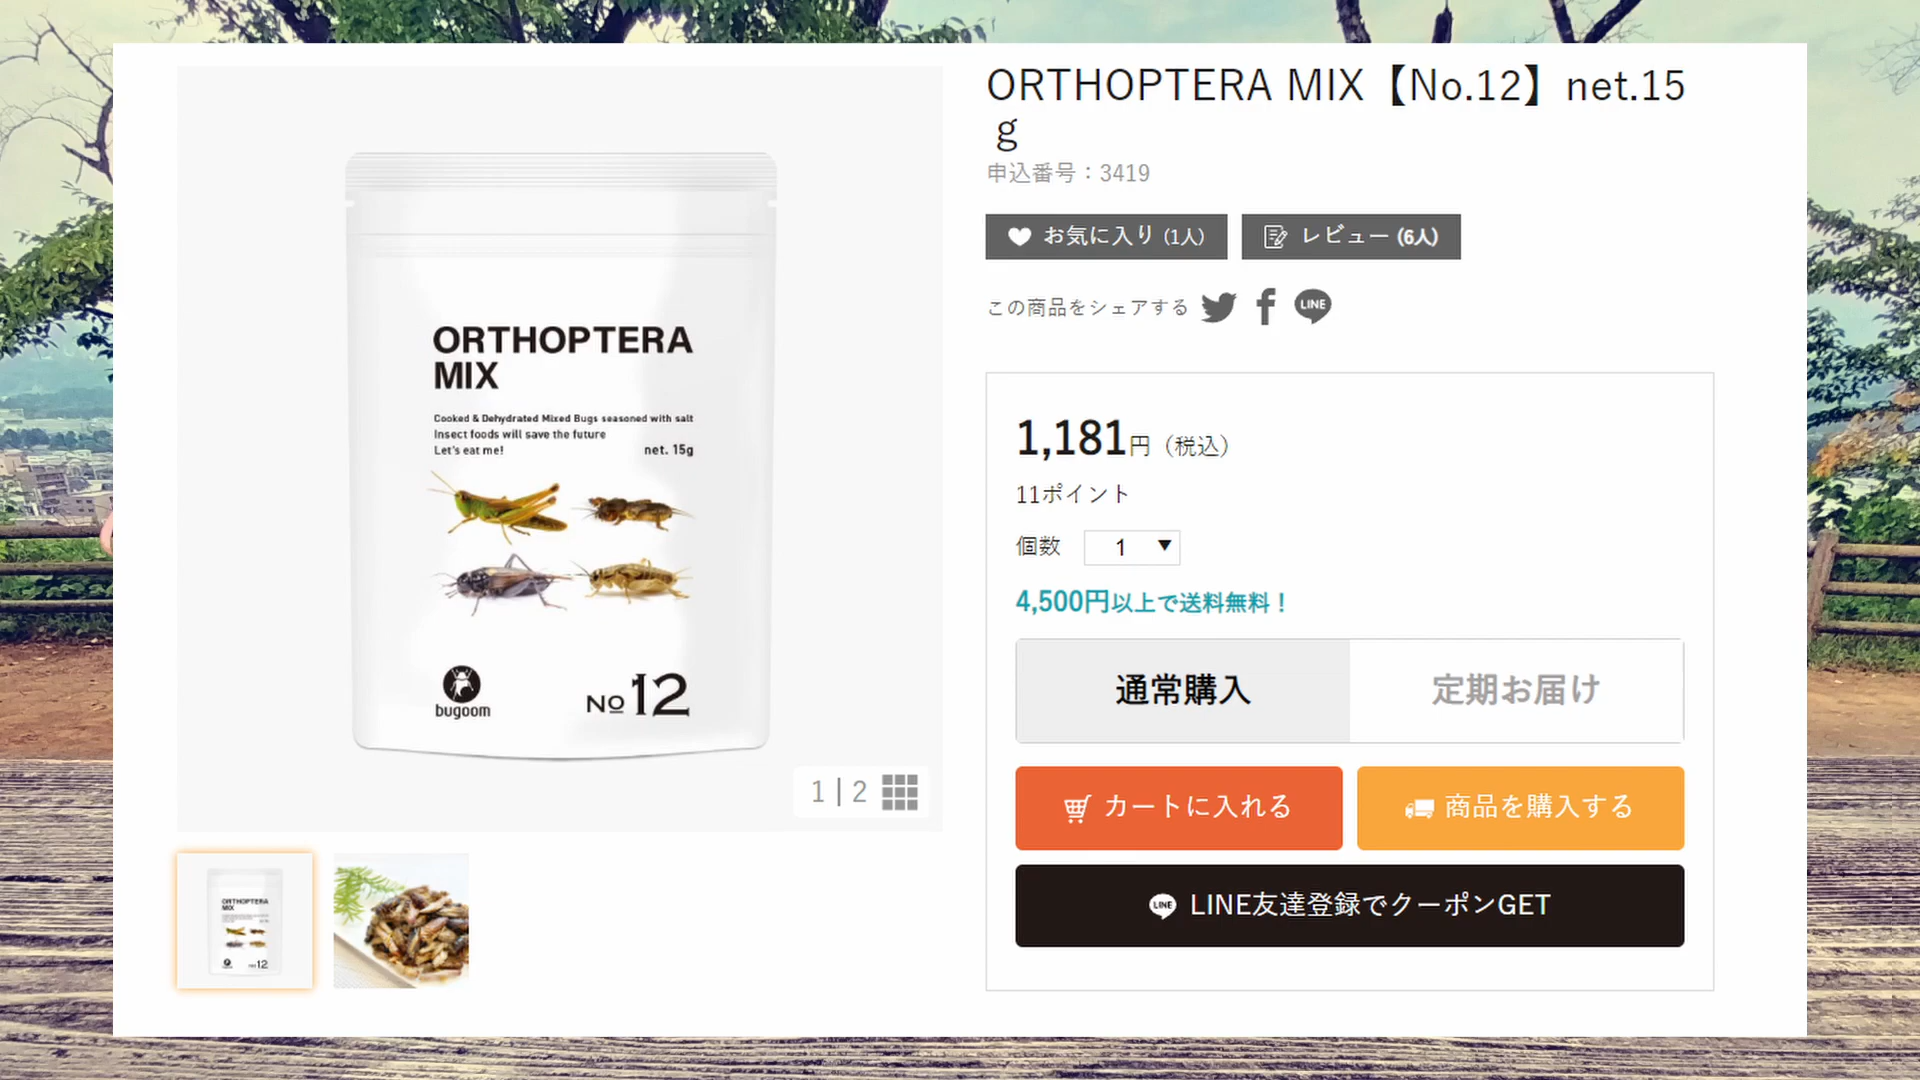 ORTHOPTERA
MIX
Cooked & Dehydrated Mixed Bugs seasoned with salt
Insect foods will save the future
Let's eat me!
net. 15g
bugoom
No 12
1 | 2
ORTHOPTERA
MIX
No 12
ORTHOPTERA MIX【No.12】net.15
g
申込番号：3419
お気に入り (1人)
レビュー (6人)
この商品をシェアする
LINE
1,181円（税込）
11ポイント
個数 1 ▼
4,500円以上で送料無料！
通常購入
定期お届け
カートに入れる
商品を購入する
LINE LINE友達登録でクーポンGET